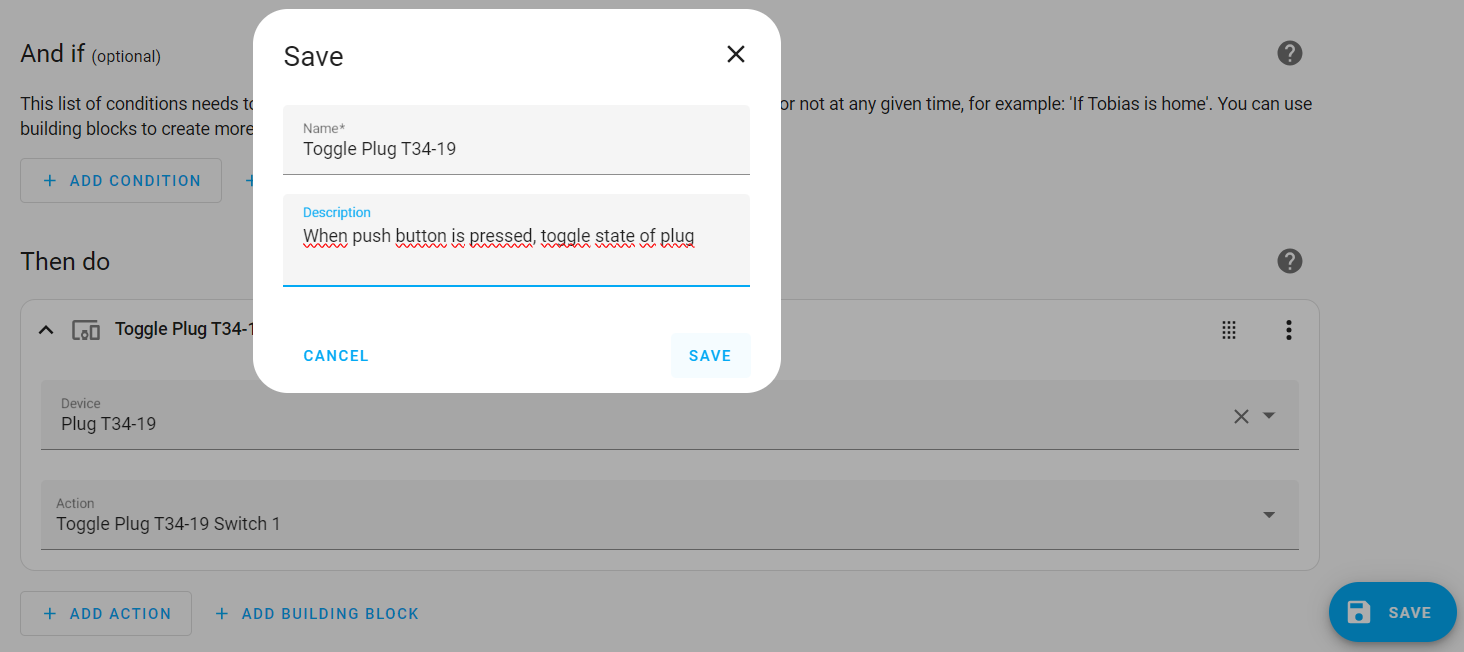 And if (optional)
This list of conditions needs to
or not at any given time, for example: 'If Tobias is home'. You can use
building blocks to create more
+ ADD CONDITION
+
Save
Name*
Toggle Plug T34-19
Description
When push button is pressed, toggle state of plug
CANCEL
SAVE
Then do
Toggle Plug T34-1
Device
Plug T34-19
Action
Toggle Plug T34-19 Switch 1
+ ADD ACTION
+ ADD BUILDING BLOCK
SAVE